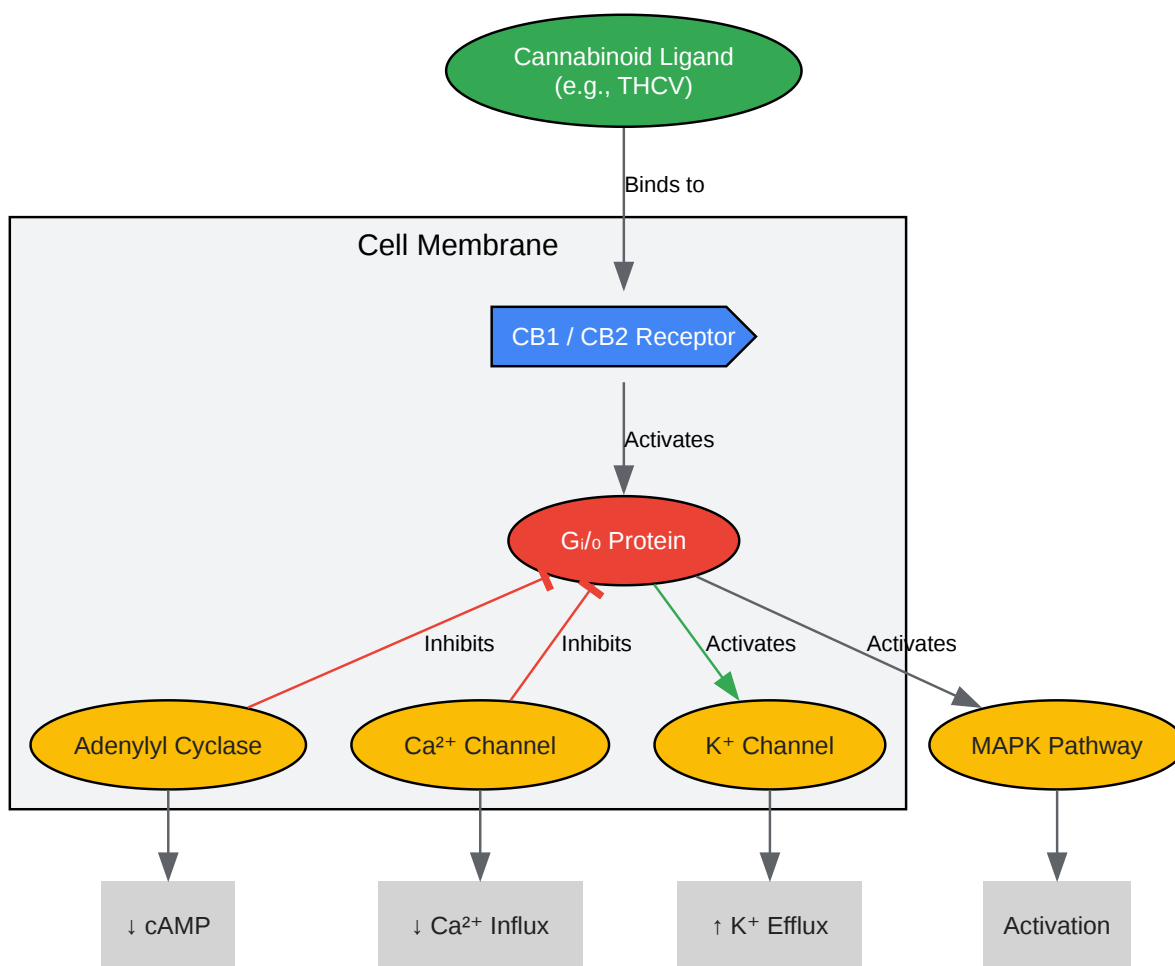 Cannabinoid Ligand
(e.g., THCV)
Binds to
Cell Membrane
CB1 / CB2 Receptor
Activates
Gᵢ/₀ Protein
Inhibits
Inhibits
Activates
Activates
Adenylyl Cyclase
Ca²⁺ Channel
K⁺ Channel
MAPK Pathway
↓ cAMP
↓ Ca²⁺ Influx
↑ K⁺ Efflux
Activation